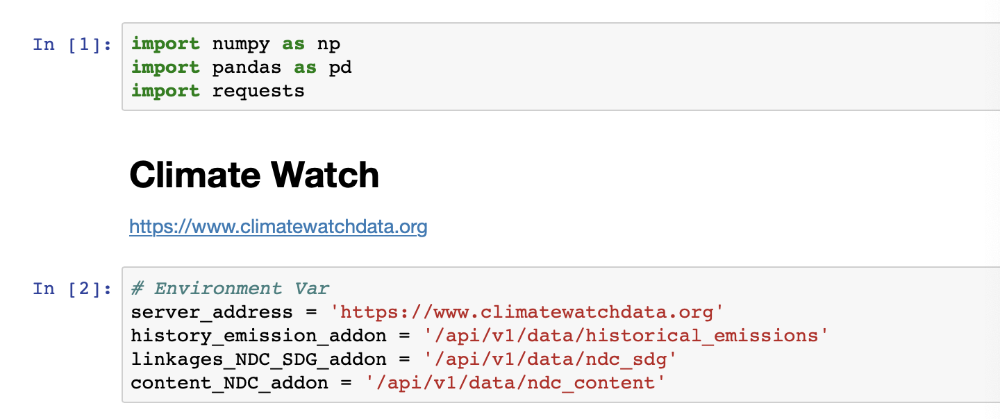 In [1]: import numpy as np
import pandas as pd
import requests
Climate Watch
https://www.climatewatchdata.org
In [2]: # Environment Var
server_address = 'https://www.climatewatchdata.org'
history_emission_addon = '/api/v1/data/historical_emissions'
linkages_NDC_SDG_addon = '/api/v1/data/ndc_sdg'
content_NDC_addon = '/api/v1/data/ndc_content'